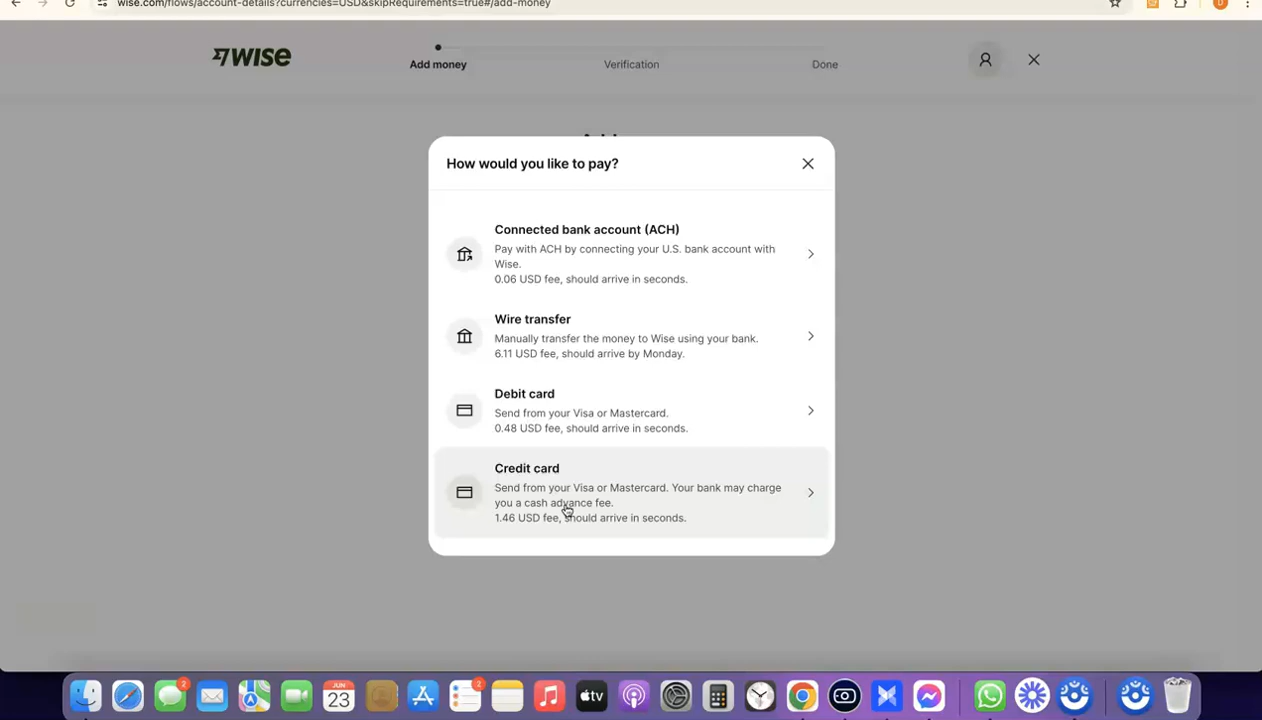 wise.com/flows/account-details?currencies=USD&skipRequirements=true#/add-money
WISE
Add money
Verification
Done
How would you like to pay?
Connected bank account (ACH)
Pay with ACH by connecting your U.S. bank account with
Wise.
0.06 USD fee, should arrive in seconds.
Wire transfer
Manually transfer the money to Wise using your bank.
6.11 USD fee, should arrive by Monday.
Debit card
Send from your Visa or Mastercard.
0.48 USD fee, should arrive in seconds.
Credit card
Send from your Visa or Mastercard. Your bank may charge
you a cash advance fee.
1.46 USD fee, should arrive in seconds.
2
JUN
23
2
tv